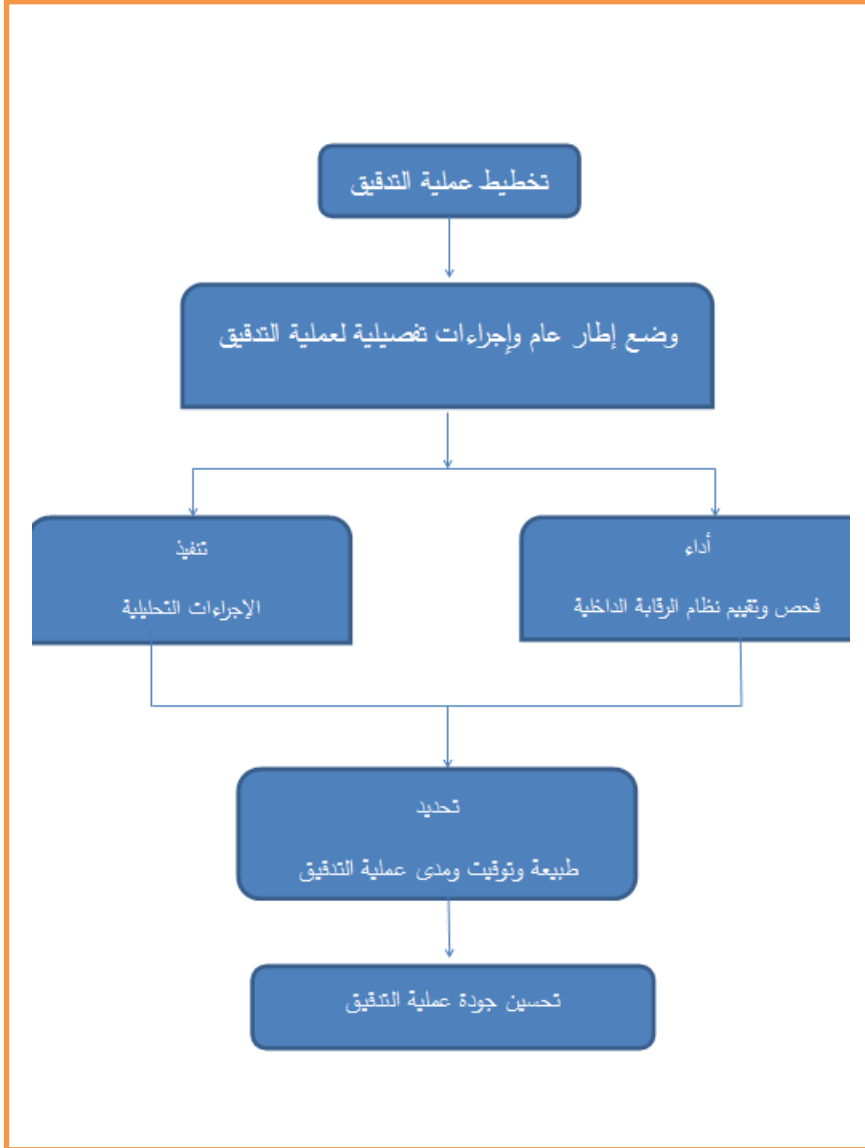 تخطيط عملية التدقيق
وضع إطار عام وإجراءات تفصيلية لعملية التدقيق
أداء
فحص وتقييم نظام الرقابة الداخلية
تنفيذ
الإجراءات التحليلية
تحديد
طبيعة وتوقيت ومدى عملية التدقيق
تحسين جودة عملية التدقيق